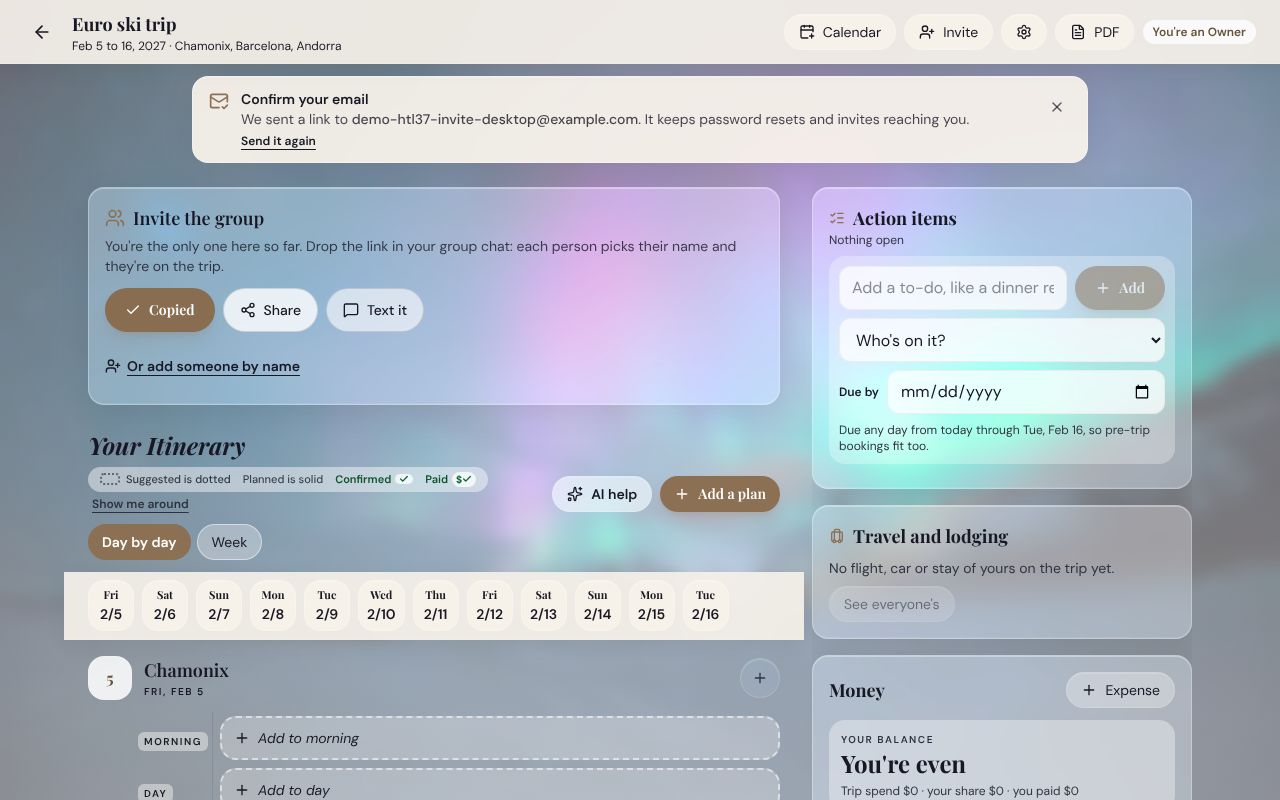 Euro ski trip
Feb 5 to 16, 2027 · Chamonix, Barcelona, Andorra
Calendar
Invite
PDF
You're an Owner
Confirm your email
We sent a link to demo-htl37-invite-desktop@example.com. It keeps password resets and invites reaching you.
Send it again
Invite the group
You're the only one here so far. Drop the link in your group chat: each person picks their name and
they're on the trip.
Copied
Share
Text it
Or add someone by name
Your Itinerary
Suggested is dotted
Planned is solid
Confirmed
Paid
$
Show me around
AI help
Add a plan
Day by day
Week
Fri
2/5
Sat
2/6
Sun
2/7
Mon
2/8
Tue
2/9
Wed
2/10
Thu
2/11
Fri
2/12
Sat
2/13
Sun
2/14
Mon
2/15
Tue
2/16
5
Chamonix
FRI, FEB 5
MORNING
Add to morning
DAY
Add to day
Action items
Nothing open
Add a to-do, like a dinner re
Add
Who's on it?
Due by
mm/dd/yyyy
Due any day from today through Tue, Feb 16, so pre-trip
bookings fit too.
Travel and lodging
No flight, car or stay of yours on the trip yet.
See everyone's
Money
Expense
YOUR BALANCE
You're even
Trip spend $0 · your share $0 · you paid $0